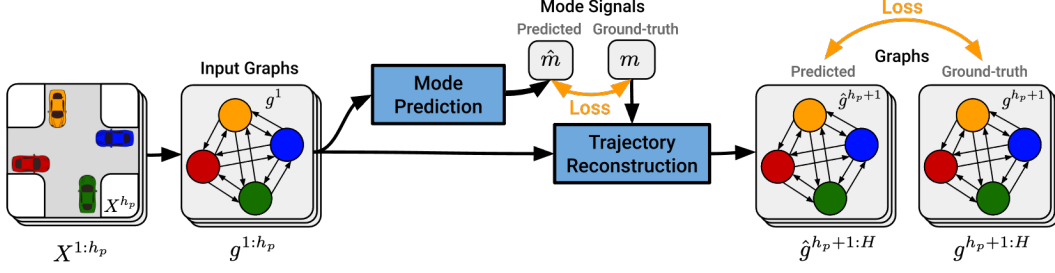 Mode Signals
Predicted
Ground-truth
m̂
m
Loss
Loss
Graphs
Predicted
Ground-truth
Input Graphs
Mode
Prediction
Trajectory
Reconstruction
X^{h_p}
g^1
ĝ^{h_p+1}
g^{h_p+1}
X^{1:h_p}
g^{1:h_p}
ĝ^{h_p+1:H}
g^{h_p+1:H}